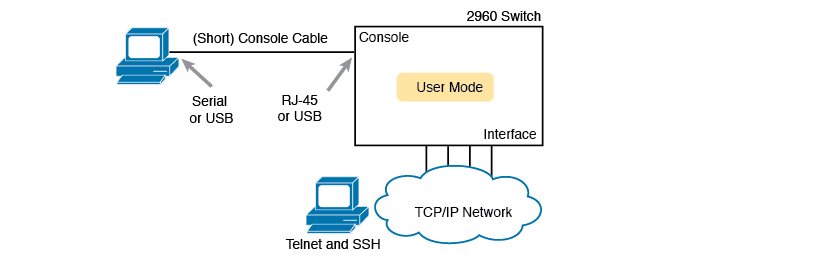 2960 Switch
(Short) Console Cable
Console
User Mode
Serial
or USB
RJ-45
or USB
Interface
TCP/IP Network
Telnet and SSH